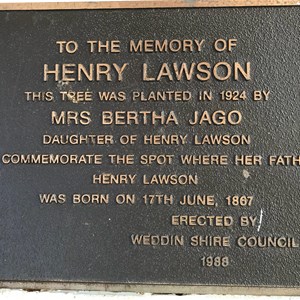 TO THE MEMORY OF
HENRY LAWSON
THIS TREE WAS PLANTED IN 1924 BY
MRS BERTHA JAGO
DAUGHTER OF HENRY LAWSON
COMMEMORATE THE SPOT WHERE HER FATH
HENRY LAWSON
WAS BORN ON 17TH JUNE, 1867
ERECTED BY
WEDDIN SHIRE COUNCIL
1988